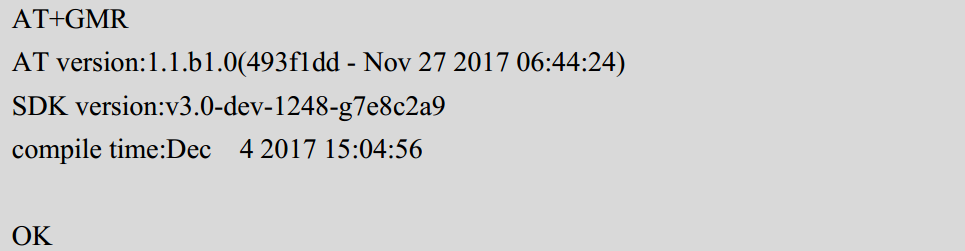 AT+GMR
AT version:1.1.b1.0(493f1dd - Nov 27 2017 06:44:24)
SDK version:v3.0-dev-1248-g7e8c2a9
compile time:Dec    4 2017 15:04:56
OK